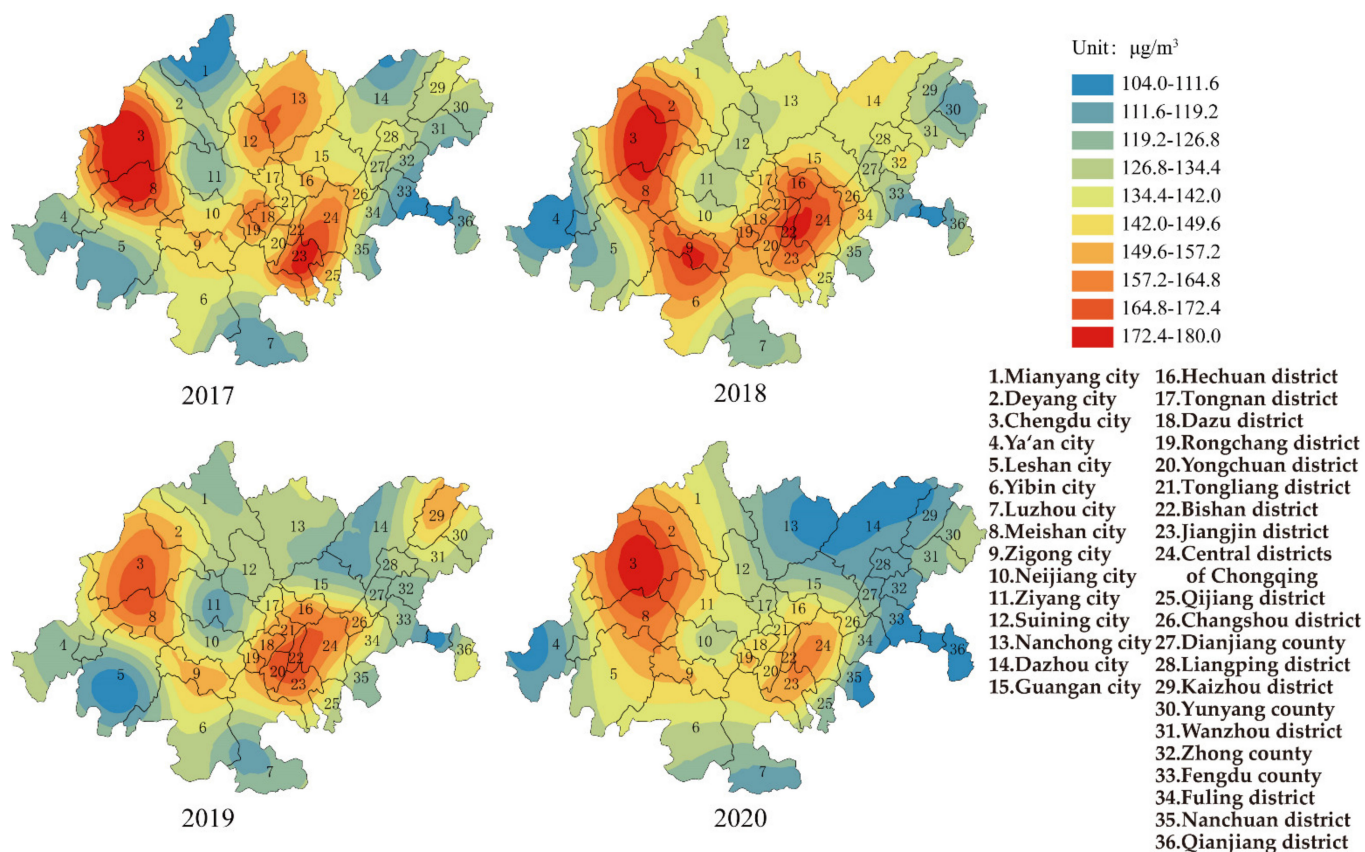 Unit: μg/m³
104.0-111.6
111.6-119.2
119.2-126.8
126.8-134.4
134.4-142.0
142.0-149.6
149.6-157.2
157.2-164.8
164.8-172.4
172.4-180.0
2017
2018
2019
2020
1.Mianyang city
2.Deyang city
3.Chengdu city
4.Ya‘an city
5.Leshan city
6.Yibin city
7.Luzhou city
8.Meishan city
9.Zigong city
10.Neijiang city
11.Ziyang city
12.Suining city
13.Nanchong city
14.Dazhou city
15.Guangan city
16.Hechuan district
17.Tongnan district
18.Dazu district
19.Rongchang district
20.Yongchuan district
21.Tongliang district
22.Bishan district
23.Jiangjin district
24.Central districts
of Chongqing
25.Qijiang district
26.Changshou district
27.Dianjiang county
28.Liangping district
29.Kaizhou district
30.Yunyang county
31.Wanzhou district
32.Zhong county
33.Fengdu county
34.Fuling district
35.Nanchuan district
36.Qianjiang district